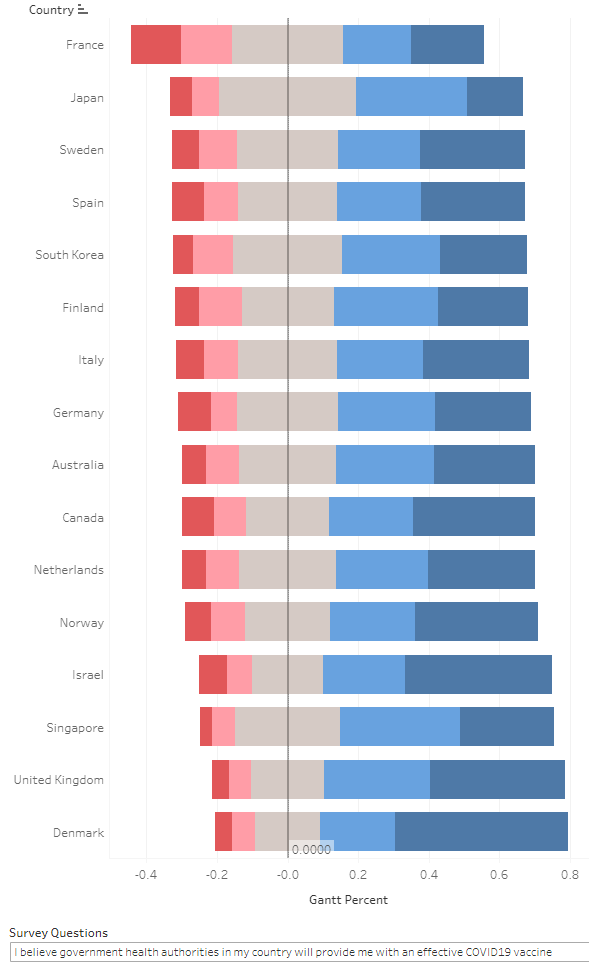 Country
France
Japan
Sweden
Spain
South Korea
Finland
Italy
Germany
Australia
Canada
Netherlands
Norway
Israel
Singapore
United Kingdom
Denmark
0.0000
-0.4 -0.2 -0.0 0.2 0.4 0.6 0.8
Gantt Percent
Survey Questions
I believe government health authorities in my country will provide me with an effective COVID19 vaccine